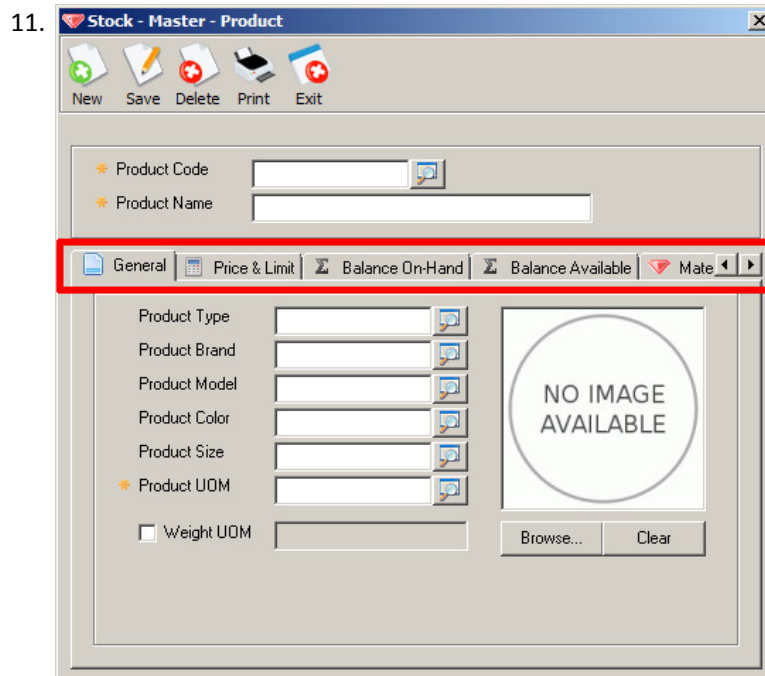 11.
Stock - Master - Product
New Save Delete Print Exit
Product Code
Product Name
General Price & Limit Balance On-Hand Balance Available Mate
Product Type
Product Brand
Product Model
Product Color
Product Size
Product UOM
Weight UOM
NO IMAGE
AVAILABLE
Browse... Clear